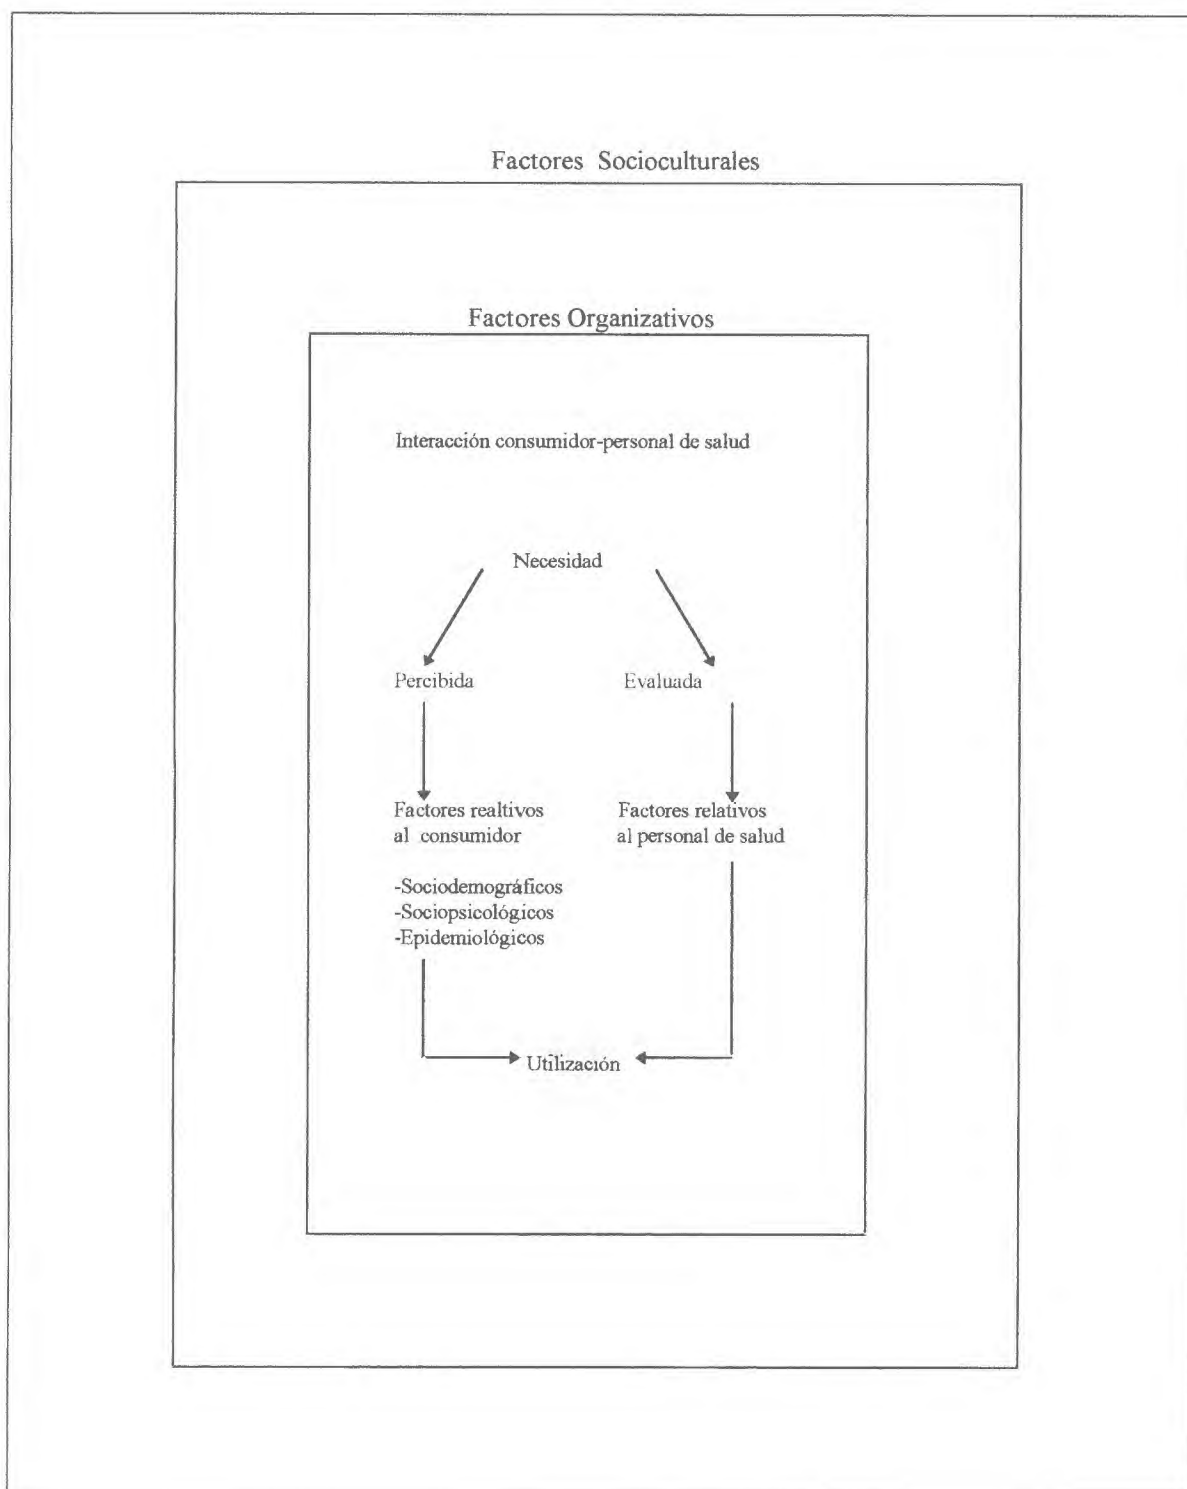 Factores Socioculturales
Factores Organizativos
Interacción consumidor-personal de salud
Necesidad
Percibida
Evaluada
Factores realtivos
al consumidor
Factores relativos
al personal de salud
-Sociodemográficos
-Sociopsicológicos
-Epidemiológicos
Utilización